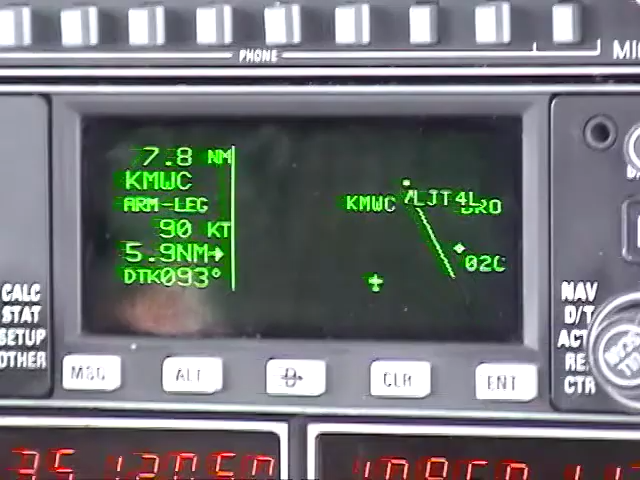 PHONE
MIC
7.8 NM
KMWC
ARM-LEG
90 KT
5.9NM
DTK093°
KMWC
02C
CALC
STAT
SETUP
OTHER
NAV
D/T
ACT
CTR
MSG
ALT
D
CLR
ENT